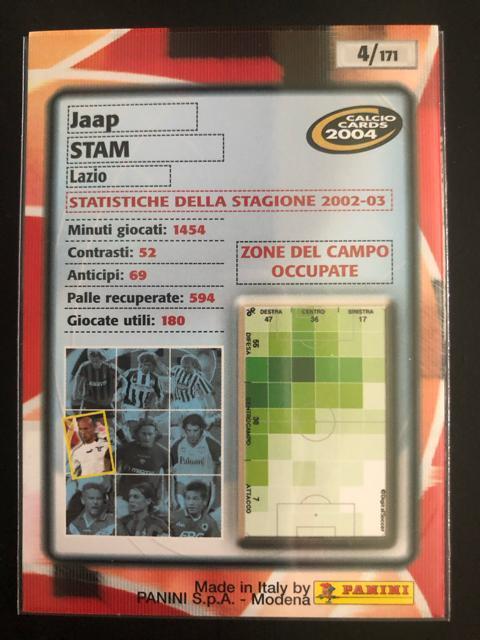 4/171
CALCIO
CARDS
2004
Jaap
STAM
Lazio
STATISTICHE DELLA STAGIONE 2002-03
Minuti giocati: 1454
Contrasti: 52
Anticipi: 69
Palle recuperate: 594
Giocate utili: 180
ZONE DEL CAMPO
OCCUPATE
% DESTRA CENTRO SINISTRA
47 36 17
DIFESA 55
CENTROCAMPO
ATTACCO 7
©DigitalSoccer
Made in Italy by
PANINI S.p.A. - Modena
PANINI